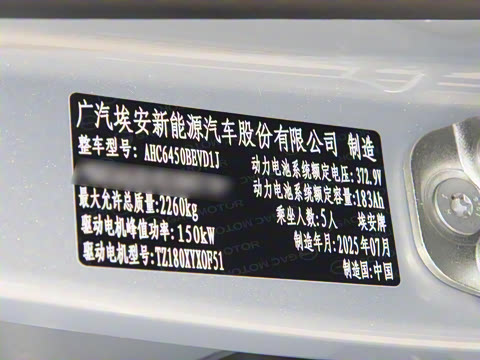 广汽埃安新能源汽车股份有限公司 制造
整车型号：AHC6450BEVD1J
动力电池系统额定电压：372.9V
动力电池系统额定容量：183Ah
最大允许总质量：2260kg
乘坐人数：5人 埃安牌
驱动电机峰值功率：150kW
制造年月：2025年07月
驱动电机型号：TZ180XYX0F51
制造国：中国